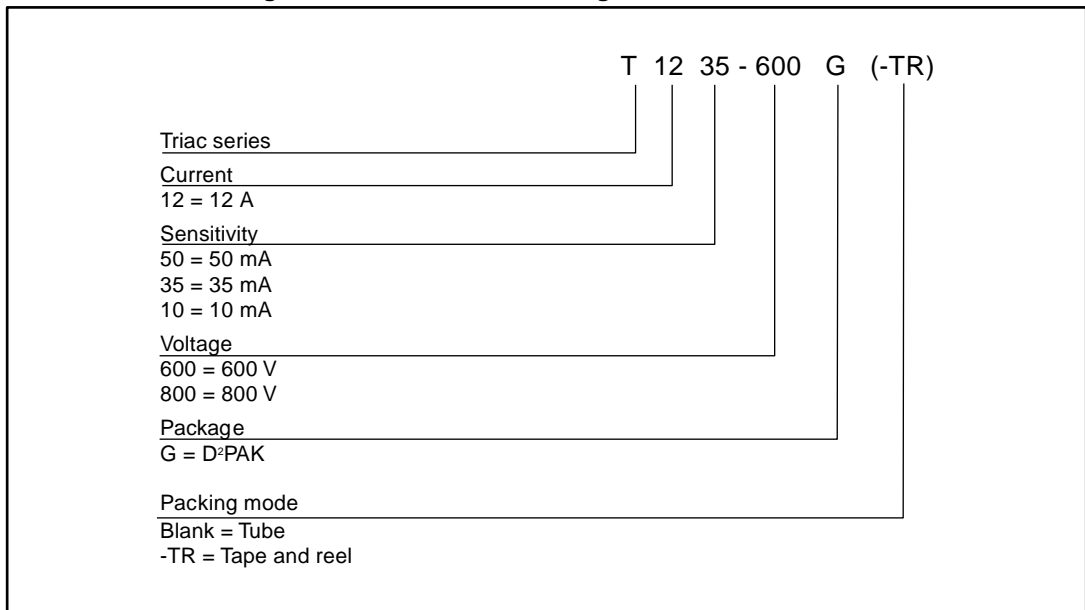 T 12 35 - 600 G (-TR)
Triac series
Current
12 = 12 A
Sensitivity
50 = 50 mA
35 = 35 mA
10 = 10 mA
Voltage
600 = 600 V
800 = 800 V
Package
G = D²PAK
Packing mode
Blank = Tube
-TR = Tape and reel